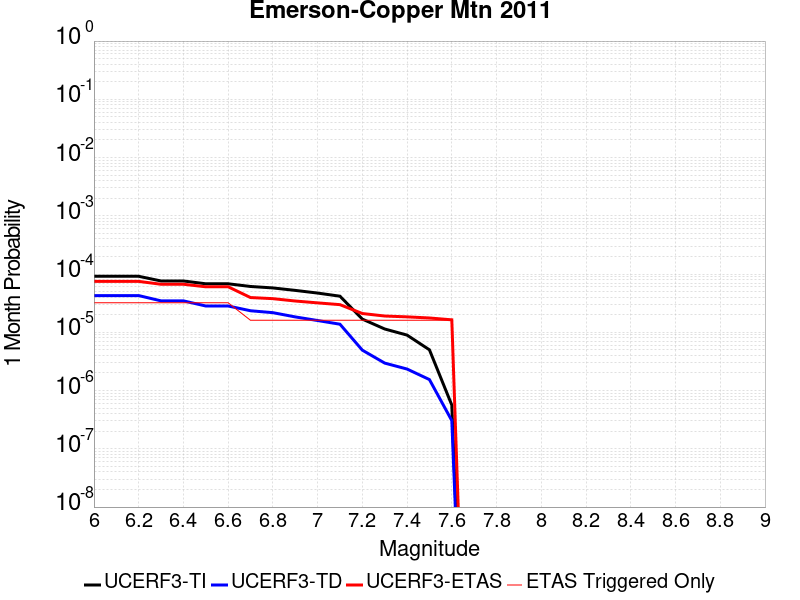 Emerson-Copper Mtn 2011
1 Month Probability
10^0
10^-1
10^-2
10^-3
10^-4
10^-5
10^-6
10^-7
10^-8
6 6.2 6.4 6.6 6.8 7 7.2 7.4 7.6 7.8 8 8.2 8.4 8.6 8.8 9
Magnitude
UCERF3-TI UCERF3-TD UCERF3-ETAS ETAS Triggered Only